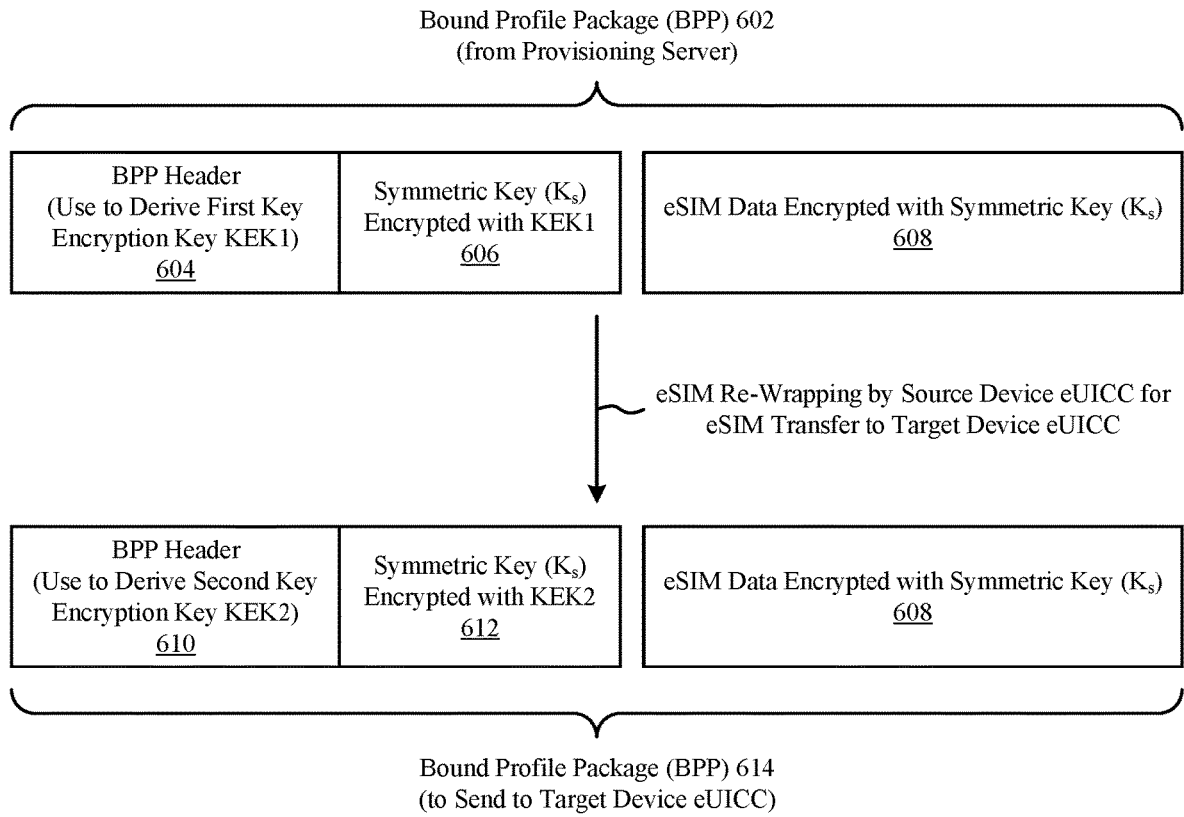 Bound Profile Package (BPP) 602
(from Provisioning Server)
BPP Header
(Use to Derive First Key
Encryption Key KEK1)
604
Symmetric Key (Ks)
Encrypted with KEK1
606
eSIM Data Encrypted with Symmetric Key (Ks)
608
eSIM Re-Wrapping by Source Device eUICC for
eSIM Transfer to Target Device eUICC
BPP Header
(Use to Derive Second Key
Encryption Key KEK2)
610
Symmetric Key (Ks)
Encrypted with KEK2
612
eSIM Data Encrypted with Symmetric Key (Ks)
608
Bound Profile Package (BPP) 614
(to Send to Target Device eUICC)